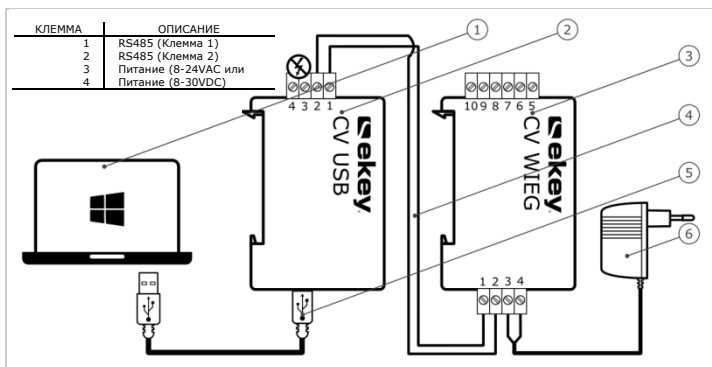 КЛЕММА ОПИСАНИЕ
1 RS485 (Клемма 1)
2 RS485 (Клемма 2)
3 Питание (8-24VAC или
4 Питание (8-30VDC)
1
2
3
4
5
6
4 3 2 1
ekey
CV USB
10 9 8 7 6 5
ekey
CV WIEG
1 2 3 4